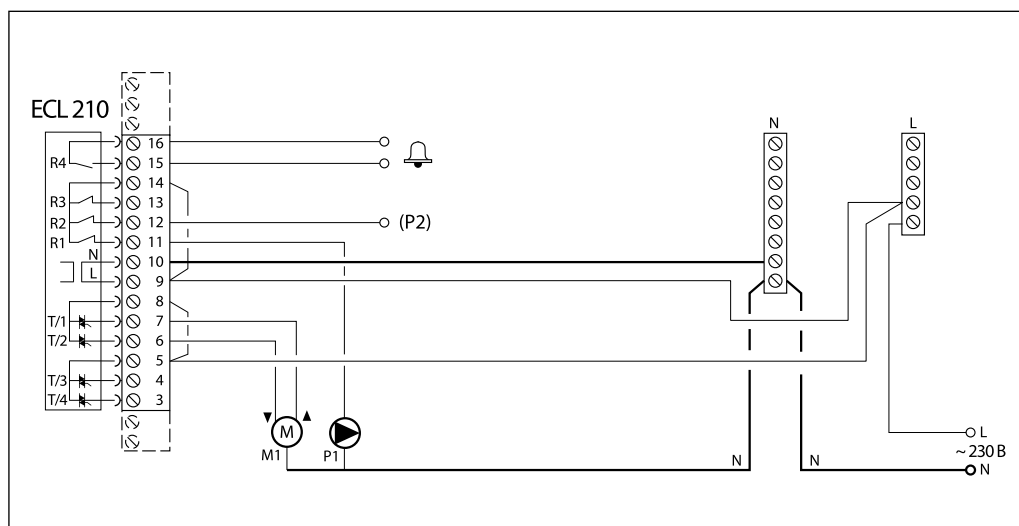 ECL 210
N
L
16
R4
15
14
R3
13
R2
12
(P2)
R1
11
N
10
L
9
8
T/1
7
T/2
6
5
T/3
4
T/4
3
M
M1
P1
N
N
L
~ 230 В
N